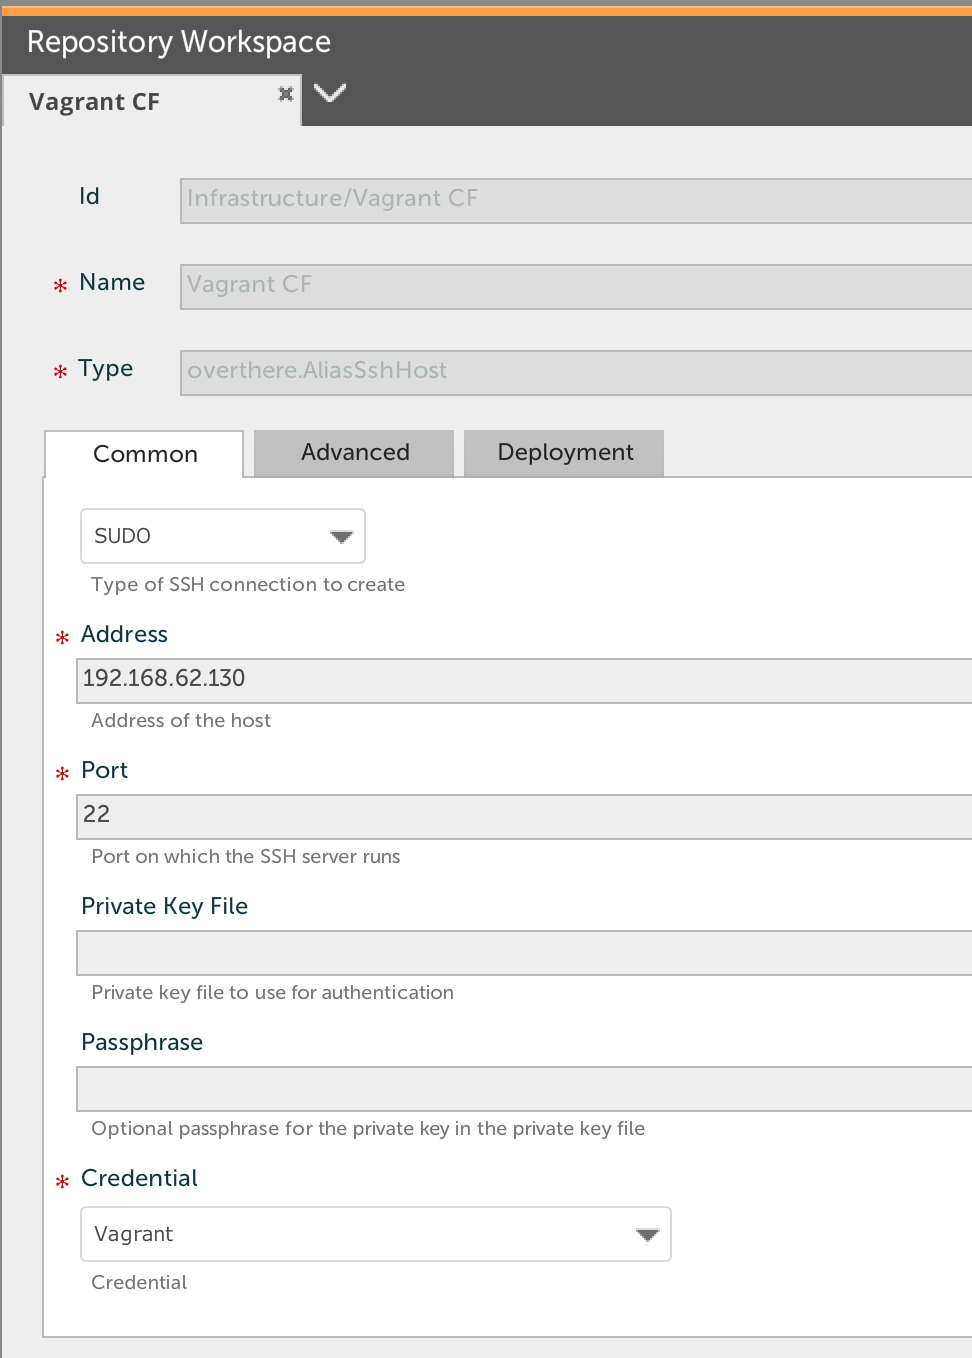 Repository Workspace
Vagrant CF
Id
Infrastructure/Vagrant CF
* Name
Vagrant CF
* Type
overthere.AliasSshHost
Common Advanced Deployment
SUDO
Type of SSH connection to create
* Address
192.168.62.130
Address of the host
* Port
22
Port on which the SSH server runs
Private Key File
Private key file to use for authentication
Passphrase
Optional passphrase for the private key in the private key file
* Credential
Vagrant
Credential